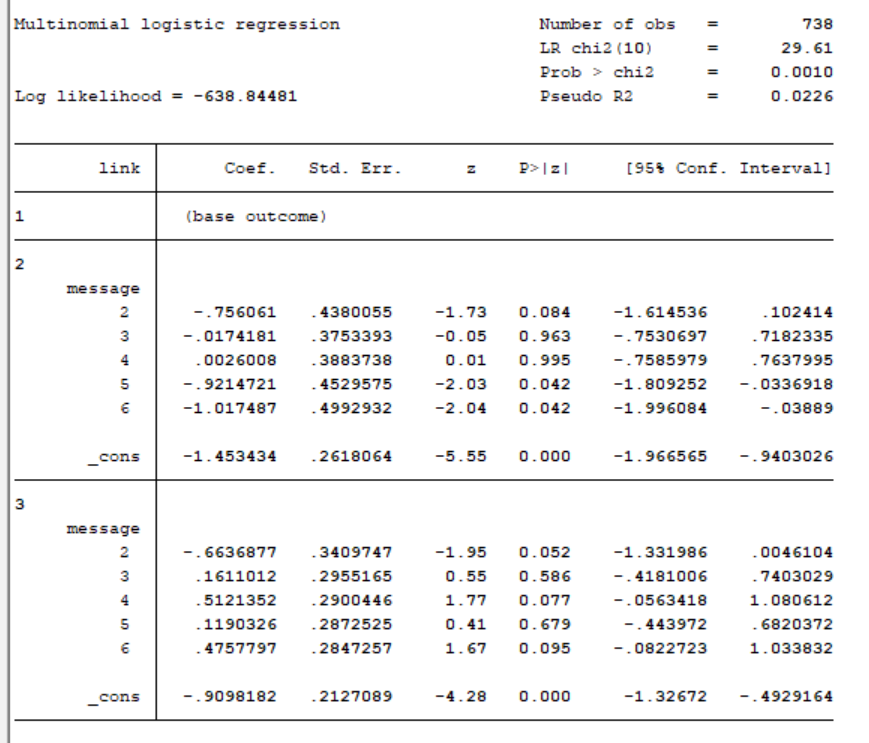 Multinomial logistic regression Number of obs = 738
LR chi2(10) = 29.61
Prob > chi2 = 0.0010
Log likelihood = -638.84481 Pseudo R2 = 0.0226
link Coef. Std. Err. z P>|z| [95% Conf. Interval]
1 (base outcome)
2
message
2 -.756061 .4380055 -1.73 0.084 -1.614536 .102414
3 -.0174181 .3753393 -0.05 0.963 -.7530697 .7182335
4 .0026008 .3883738 0.01 0.995 -.7585979 .7637995
5 -.9214721 .4529575 -2.03 0.042 -1.809252 -.0336918
6 -1.017487 .4992932 -2.04 0.042 -1.996084 -.03889
_cons -1.453434 .2618064 -5.55 0.000 -1.966565 -.9403026
3
message
2 -.6636877 .3409747 -1.95 0.052 -1.331986 .0046104
3 .1611012 .2955165 0.55 0.586 -.4181006 .7403029
4 .5121352 .2900446 1.77 0.077 -.0563418 1.080612
5 .1190326 .2872525 0.41 0.679 -.443972 .6820372
6 .4757797 .2847257 1.67 0.095 -.0822723 1.033832
_cons -.9098182 .2127089 -4.28 0.000 -1.32672 -.4929164